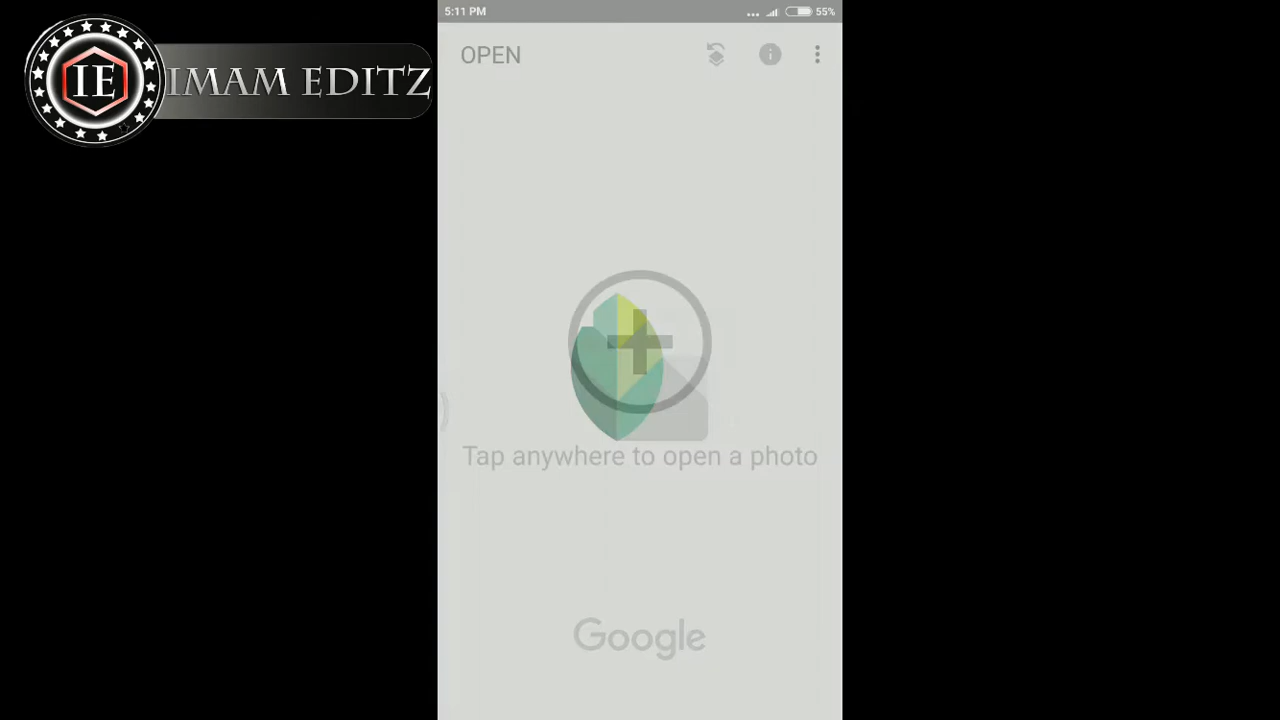 5:11 PM
55%
IE
IMAM EDITZ
OPEN
Tap anywhere to open a photo
Google